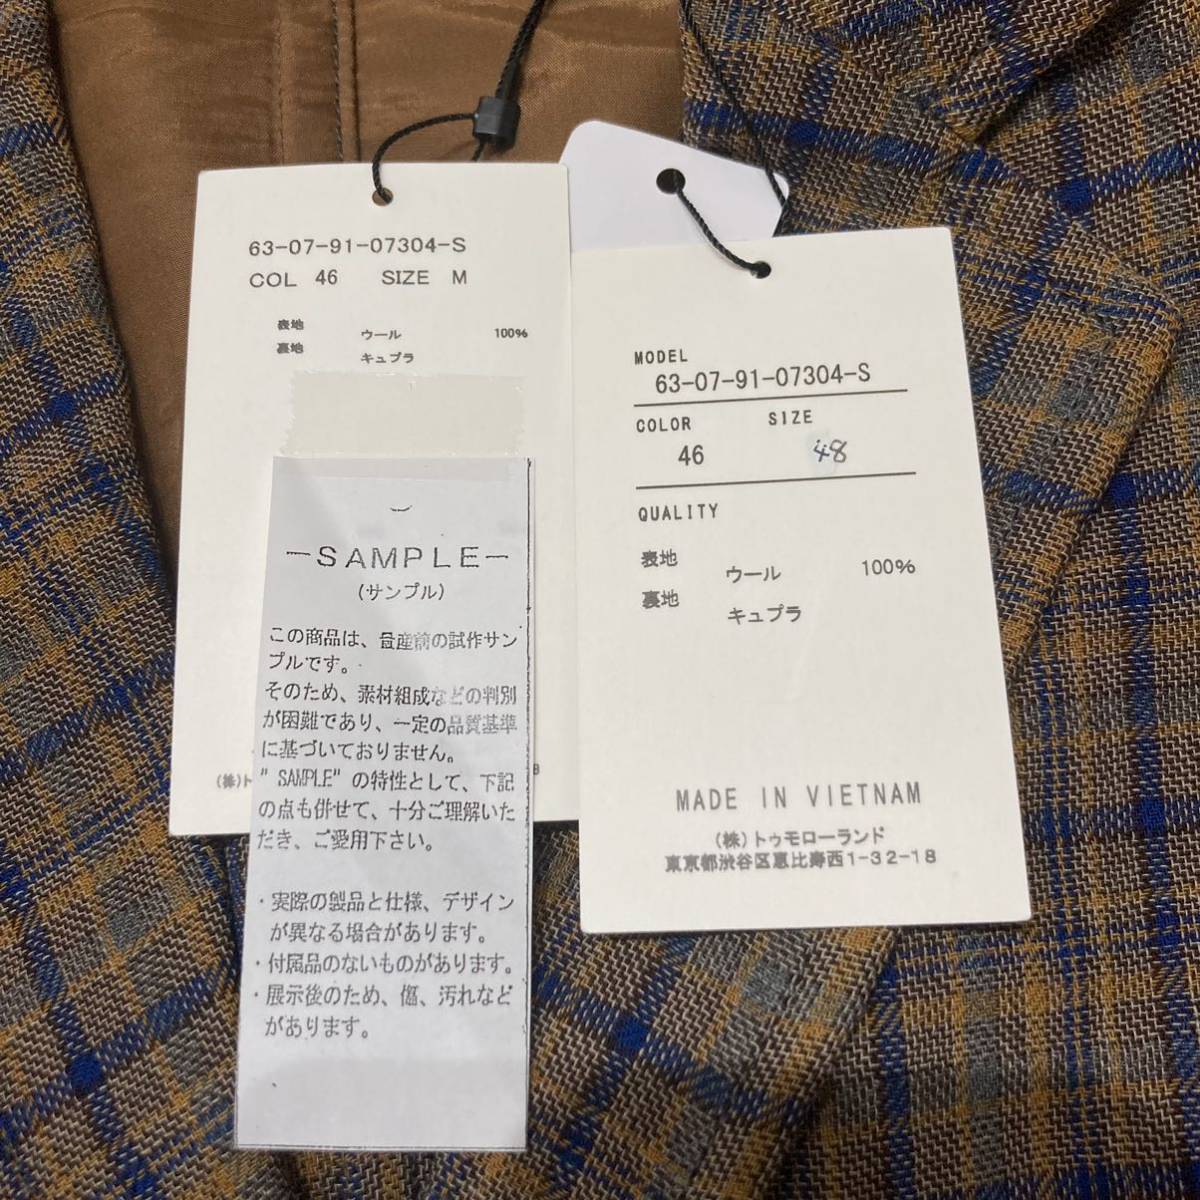 63-07-91-07304-S
COL 46 SIZE M
表地 ウール 100%
裏地 キュプラ
(株)ト
8
-SAMPLE-
(サンプル)
この商品は、量産前の試作サン
プルです。
そのため、素材組成などの判別
が困難であり、一定の品質基準
に基づいておりません。
"SAMPLE"の特性として、下記
の点も併せて、十分ご理解いた
だき、ご愛用下さい。
・実際の製品と仕様、デザイン
が異なる場合があります。
・付属品のないものがあります。
・展示後のため、傷、汚れなど
があります。
MODEL
63-07-91-07304-S
COLOR SIZE
46 48
QUALITY
表地 ウール 100%
裏地 キュプラ
MADE IN VIETNAM
(株)トゥモローランド
東京都渋谷区恵比寿西1-32-18